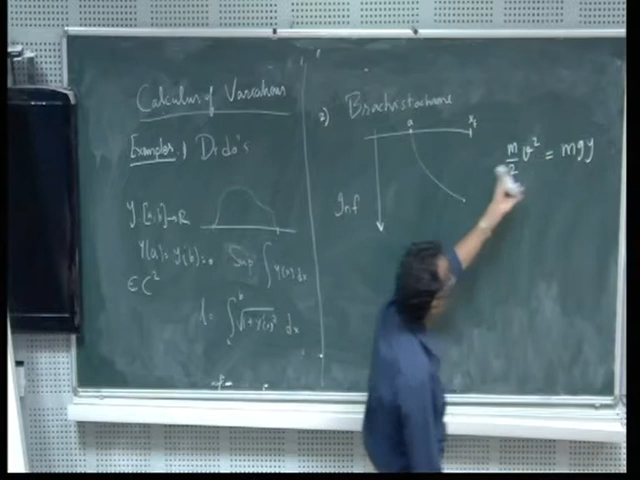 Calculus of Variations
Examples 1) Dido's
y: [a,b]→R
y(a)=y(b)=0 Sup ∫ y(x) dx
∈ C²
l = ∫ √1+y'(x)² dx
2) Brachistochrone
a x₁
m/2 v² = mgy
Inf